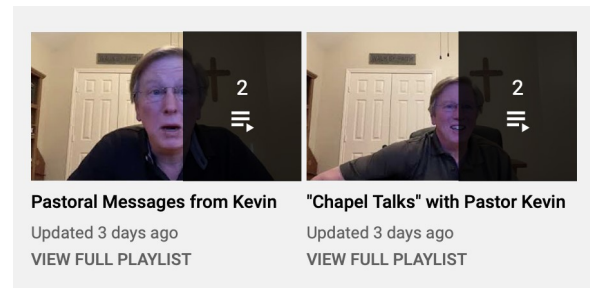 2
2
Pastoral Messages from Kevin
"Chapel Talks" with Pastor Kevin
Updated 3 days ago
Updated 3 days ago
VIEW FULL PLAYLIST
VIEW FULL PLAYLIST